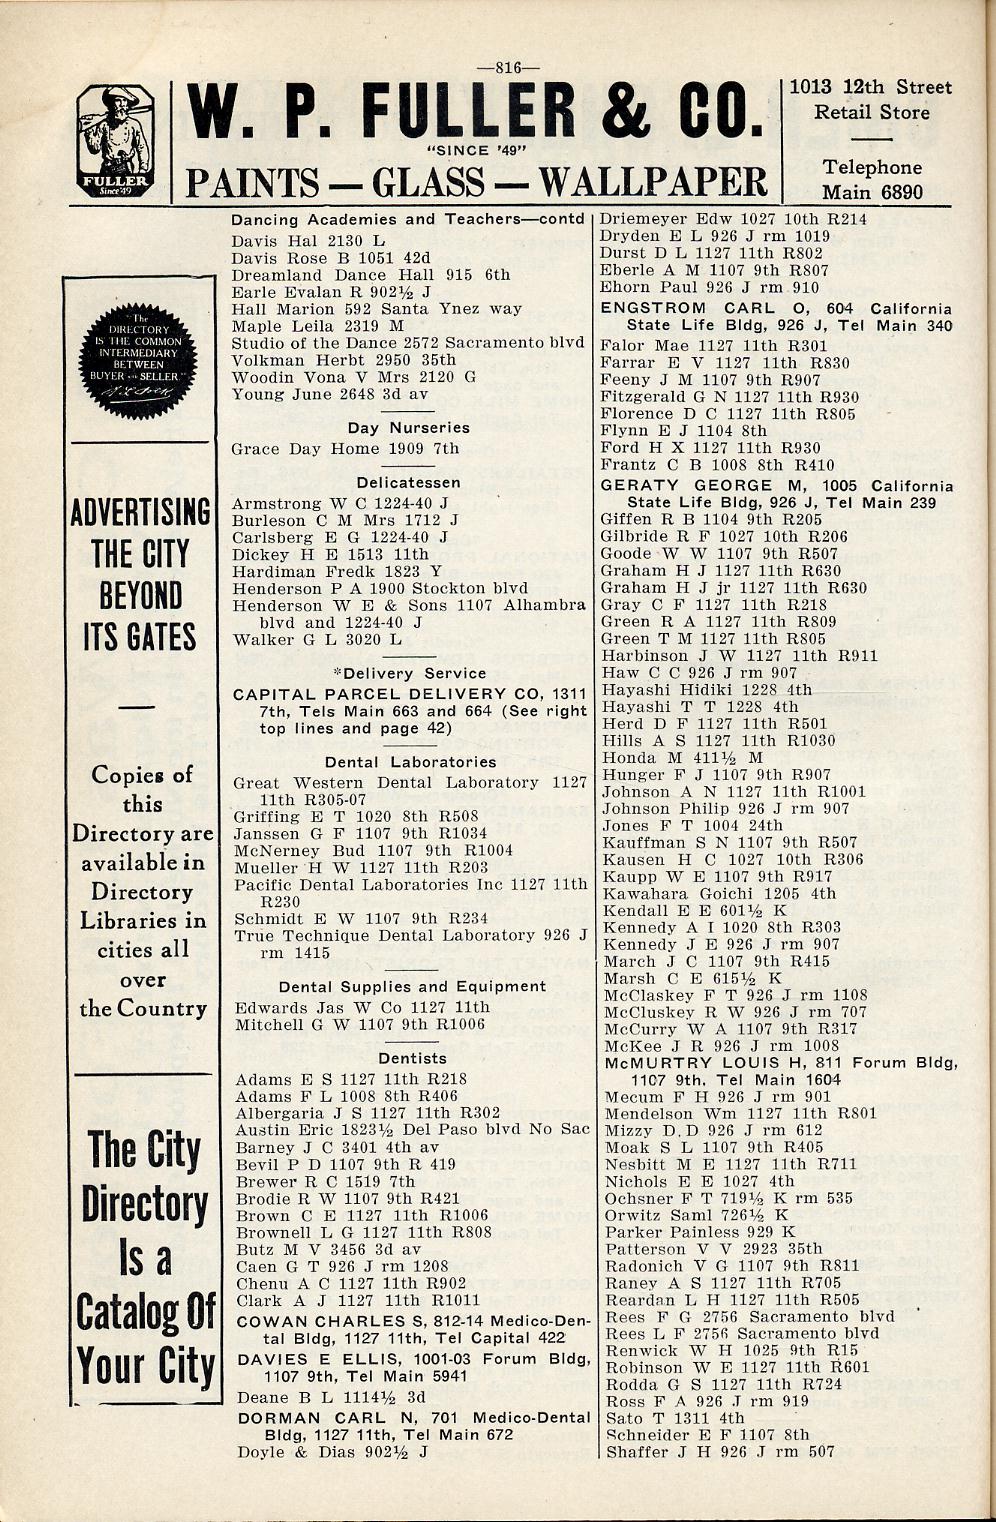 —816—
FULLER
Since '49
W. P. FULLER & CO.
"SINCE '49"
PAINTS — GLASS — WALLPAPER
1013 12th Street
Retail Store
Telephone
Main 6890
"The
DIRECTORY
IS THE COMMON
INTERMEDIARY
BETWEEN
BUYER and SELLER."
ADVERTISING
THE CITY
BEYOND
ITS GATES
Copies of
this
Directory are
available in
Directory
Libraries in
cities all
over
the Country
The City
Directory
Is a
Catalog Of
Your City
Dancing Academies and Teachers—contd
Davis Hal 2130 L
Davis Rose B 1051 42d
Dreamland Dance Hall 915 6th
Earle Evalan R 902½ J
Hall Marion 592 Santa Ynez way
Maple Leila 2319 M
Studio of the Dance 2572 Sacramento blvd
Volkman Herbt 2950 35th
Woodin Vona V Mrs 2120 G
Young June 2648 3d av
Day Nurseries
Grace Day Home 1909 7th
Delicatessen
Armstrong W C 1224-40 J
Burleson C M Mrs 1712 J
Carlsberg E G 1224-40 J
Dickey H E 1513 11th
Hardiman Fredk 1823 Y
Henderson P A 1900 Stockton blvd
Henderson W E & Sons 1107 Alhambra
blvd and 1224-40 J
Walker G L 3020 L
*Delivery Service
CAPITAL PARCEL DELIVERY CO, 1311
7th, Tels Main 663 and 664 (See right
top lines and page 42)
Dental Laboratories
Great Western Dental Laboratory 1127
11th R305-07
Griffing E T 1020 8th R508
Janssen G F 1107 9th R1034
McNerney Bud 1107 9th R1004
Mueller H W 1127 11th R203
Pacific Dental Laboratories Inc 1127 11th
R230
Schmidt E W 1107 9th R234
True Technique Dental Laboratory 926 J
rm 1415
Dental Supplies and Equipment
Edwards Jas W Co 1127 11th
Mitchell G W 1107 9th R1006
Dentists
Adams E S 1127 11th R218
Adams F L 1008 8th R406
Albergaria J S 1127 11th R302
Austin Eric 1823½ Del Paso blvd No Sac
Barney J C 3401 4th av
Bevil P D 1107 9th R 419
Brewer R C 1519 7th
Brodie R W 1107 9th R421
Brown C E 1127 11th R1006
Brownell L G 1127 11th R808
Butz M V 3456 3d av
Caen G T 926 J rm 1208
Chenu A C 1127 11th R902
Clark A J 1127 11th R1011
COWAN CHARLES S, 812-14 Medico-Den-
tal Bldg, 1127 11th, Tel Capital 422
DAVIES E ELLIS, 1001-03 Forum Bldg,
1107 9th, Tel Main 5941
Deane B L 1114½ 3d
DORMAN CARL N, 701 Medico-Dental
Bldg, 1127 11th, Tel Main 672
Doyle & Dias 902½ J
Driemeyer Edw 1027 10th R214
Dryden E L 926 J rm 1019
Durst D L 1127 11th R802
Eberle A M 1107 9th R807
Ehorn Paul 926 J rm 910
ENGSTROM CARL O, 604 California
State Life Bldg, 926 J, Tel Main 340
Falor Mae 1127 11th R301
Farrar E V 1127 11th R830
Feeny J M 1107 9th R907
Fitzgerald G N 1127 11th R930
Florence D C 1127 11th R805
Flynn E J 1104 8th
Ford H X 1127 11th R930
Frantz C B 1008 8th R410
GERATY GEORGE M, 1005 California
State Life Bldg, 926 J, Tel Main 239
Giffen R B 1104 9th R205
Gilbride R F 1027 10th R206
Goode W W 1107 9th R507
Graham H J 1127 11th R630
Graham H J jr 1127 11th R630
Gray C F 1127 11th R218
Green R A 1127 11th R809
Green T M 1127 11th R805
Harbinson J W 1127 11th R911
Haw C C 926 J rm 907
Hayashi Hidiki 1228 4th
Hayashi T T 1228 4th
Herd D F 1127 11th R501
Hills A S 1127 11th R1030
Honda M 411½ M
Hunger F J 1107 9th R907
Johnson A N 1127 11th R1001
Johnson Philip 926 J rm 907
Jones F T 1004 24th
Kauffman S N 1107 9th R507
Kausen H C 1027 10th R306
Kaupp W E 1107 9th R917
Kawahara Goichi 1205 4th
Kendall E E 601½ K
Kennedy A I 1020 8th R303
Kennedy J E 926 J rm 907
March J C 1107 9th R415
Marsh C E 615½ K
McClaskey F T 926 J rm 1108
McCluskey R W 926 J rm 707
McCurry W A 1107 9th R317
McKee J R 926 J rm 1008
McMURTRY LOUIS H, 811 Forum Bldg,
1107 9th, Tel Main 1604
Mecum F H 926 J rm 901
Mendelson Wm 1127 11th R801
Mizzy D. D 926 J rm 612
Moak S L 1107 9th R405
Nesbitt M E 1127 11th R711
Nichols E E 1027 4th
Ochsner F T 719½ K rm 535
Orwitz Saml 726½ K
Parker Painless 929 K
Patterson V V 2923 35th
Radonich V G 1107 9th R811
Raney A S 1127 11th R705
Reardan L H 1127 11th R505
Rees F G 2756 Sacramento blvd
Rees L F 2756 Sacramento blvd
Renwick W H 1025 9th R15
Robinson W E 1127 11th R601
Rodda G S 1127 11th R724
Ross F A 926 J rm 919
Sato T 1311 4th
Schneider E F 1107 8th
Shaffer J H 926 J rm 507